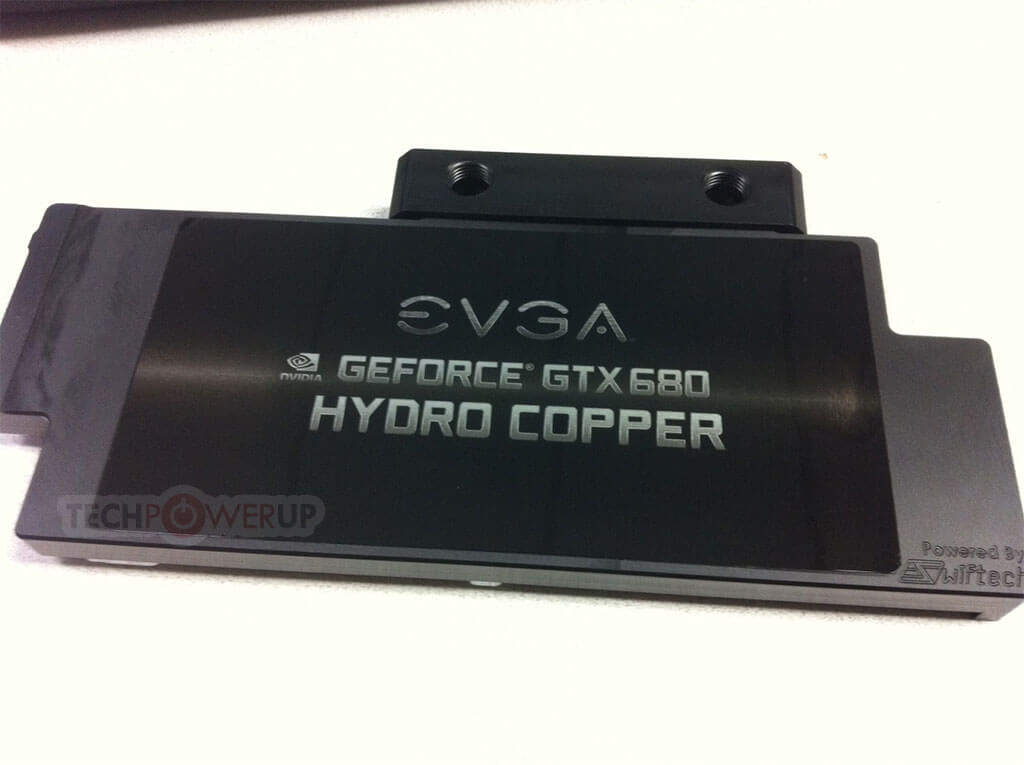 EVGA
NVIDIA GEFORCE® GTX 680
HYDRO COPPER
TECHPOWERUP
Powered By
Swiftech